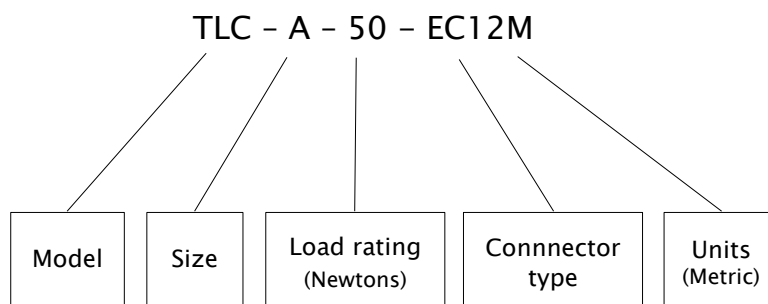 TLC – A – 50 – EC12M
Model
Size
Load rating
(Newtons)
Connnector
type
Units
(Metric)